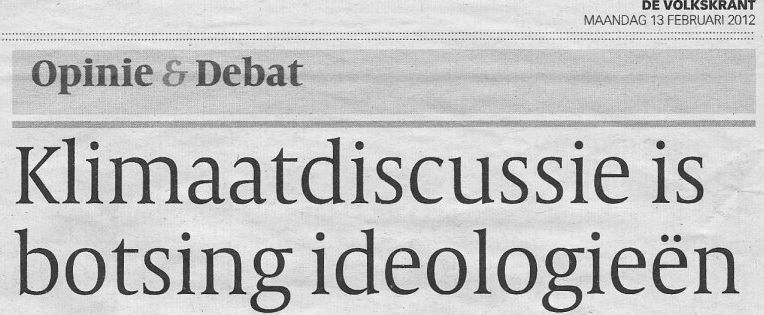 DE VOLKSKRANT
MAANDAG 13 FEBRUARI 2012
Opinie & Debat
Klimaatdiscussie is
botsing ideologieën